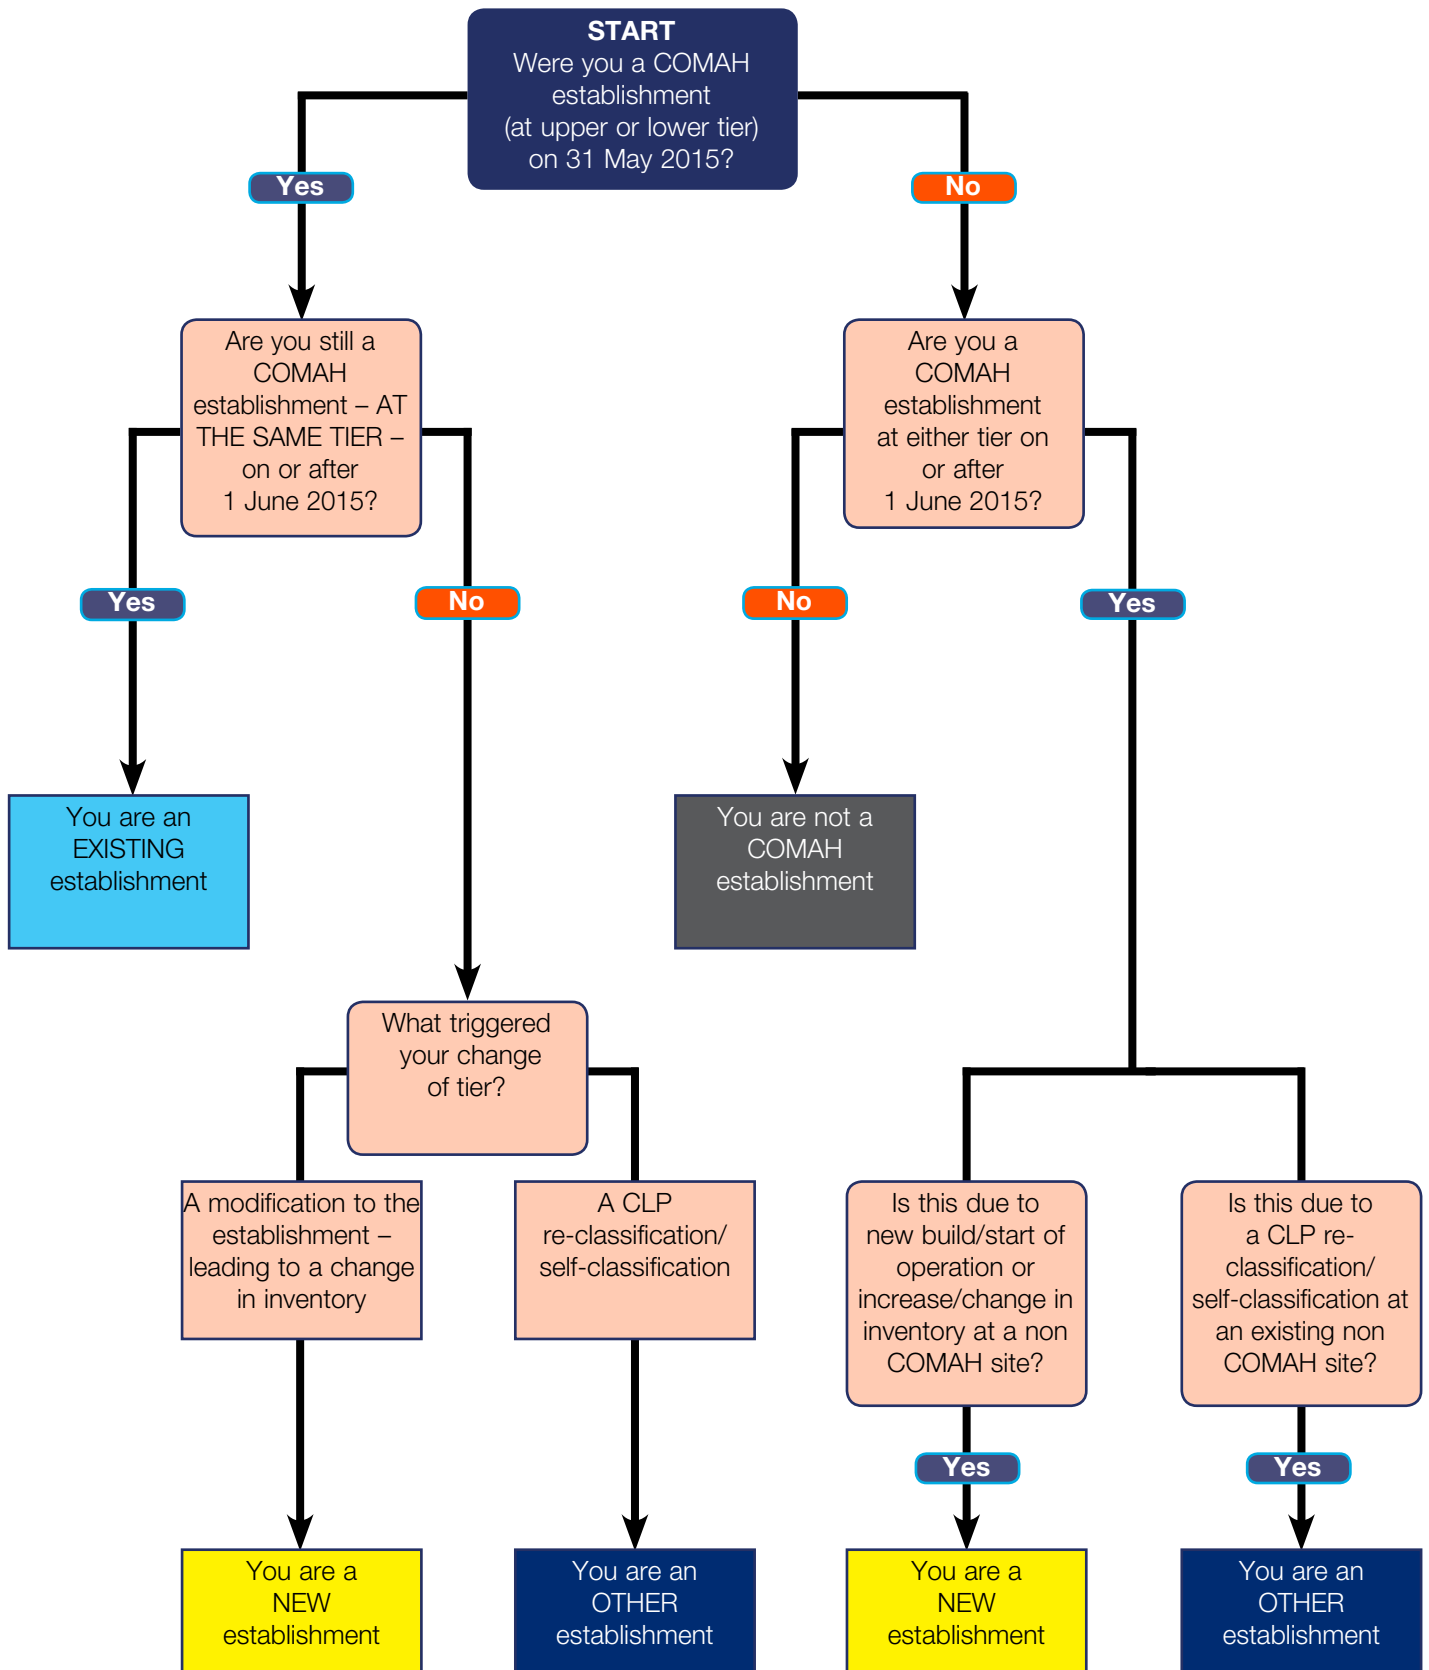 START
Were you a COMAH
establishment
(at upper or lower tier)
on 31 May 2015?
Yes
No
Are you still a
COMAH
establishment – AT
THE SAME TIER –
on or after
1 June 2015?
Are you a
COMAH
establishment
at either tier on
or after
1 June 2015?
Yes
No
No
Yes
You are an
EXISTING
establishment
You are not a
COMAH
establishment
What triggered
your change
of tier?
A modification to the
establishment –
leading to a change
in inventory
A CLP
re-classification/
self-classification
Is this due to
new build/start of
operation or
increase/change in
inventory at a non
COMAH site?
Is this due to
a CLP re-
classification/
self-classification at
an existing non
COMAH site?
Yes
Yes
You are a
NEW
establishment
You are an
OTHER
establishment
You are a
NEW
establishment
You are an
OTHER
establishment